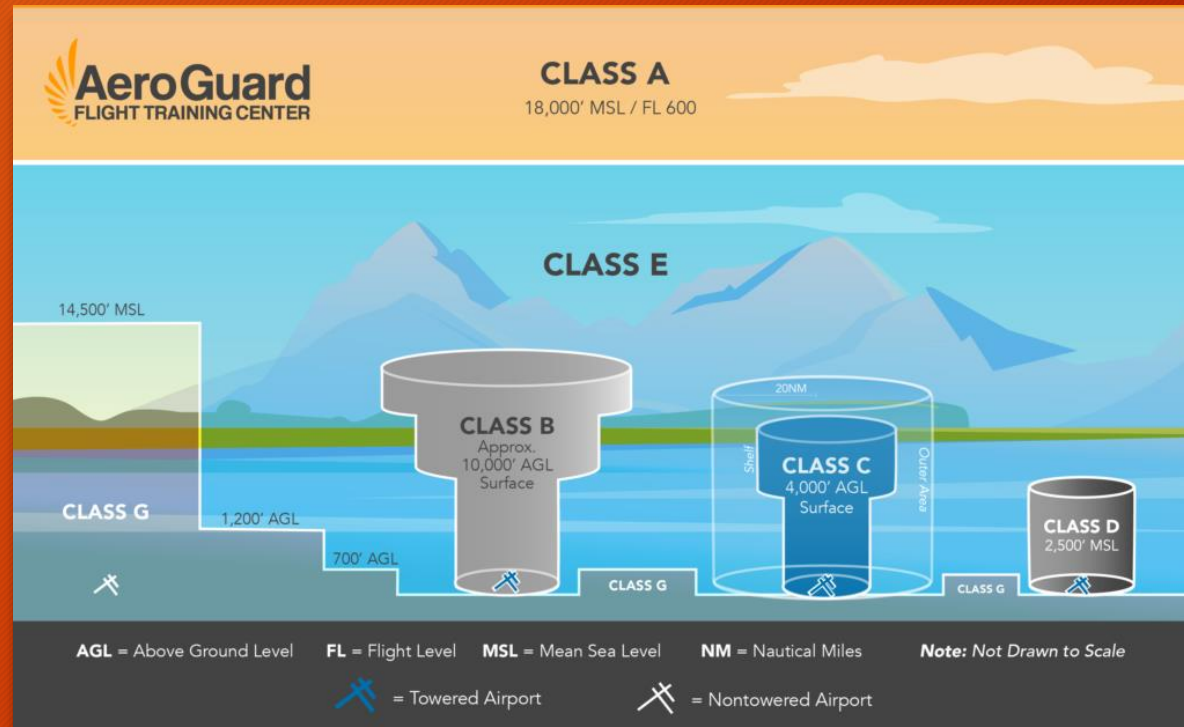 AeroGuard
FLIGHT TRAINING CENTER
CLASS A
18,000' MSL / FL 600
CLASS E
14,500' MSL
20NM
CLASS B
Approx.
10,000' AGL
Surface
Shelf
CLASS C
4,000' AGL
Surface
Outer Area
CLASS G
1,200' AGL
CLASS D
2,500' MSL
700' AGL
CLASS G
CLASS G
AGL = Above Ground Level
FL = Flight Level
MSL = Mean Sea Level
NM = Nautical Miles
Note: Not Drawn to Scale
= Towered Airport
= Nontowered Airport